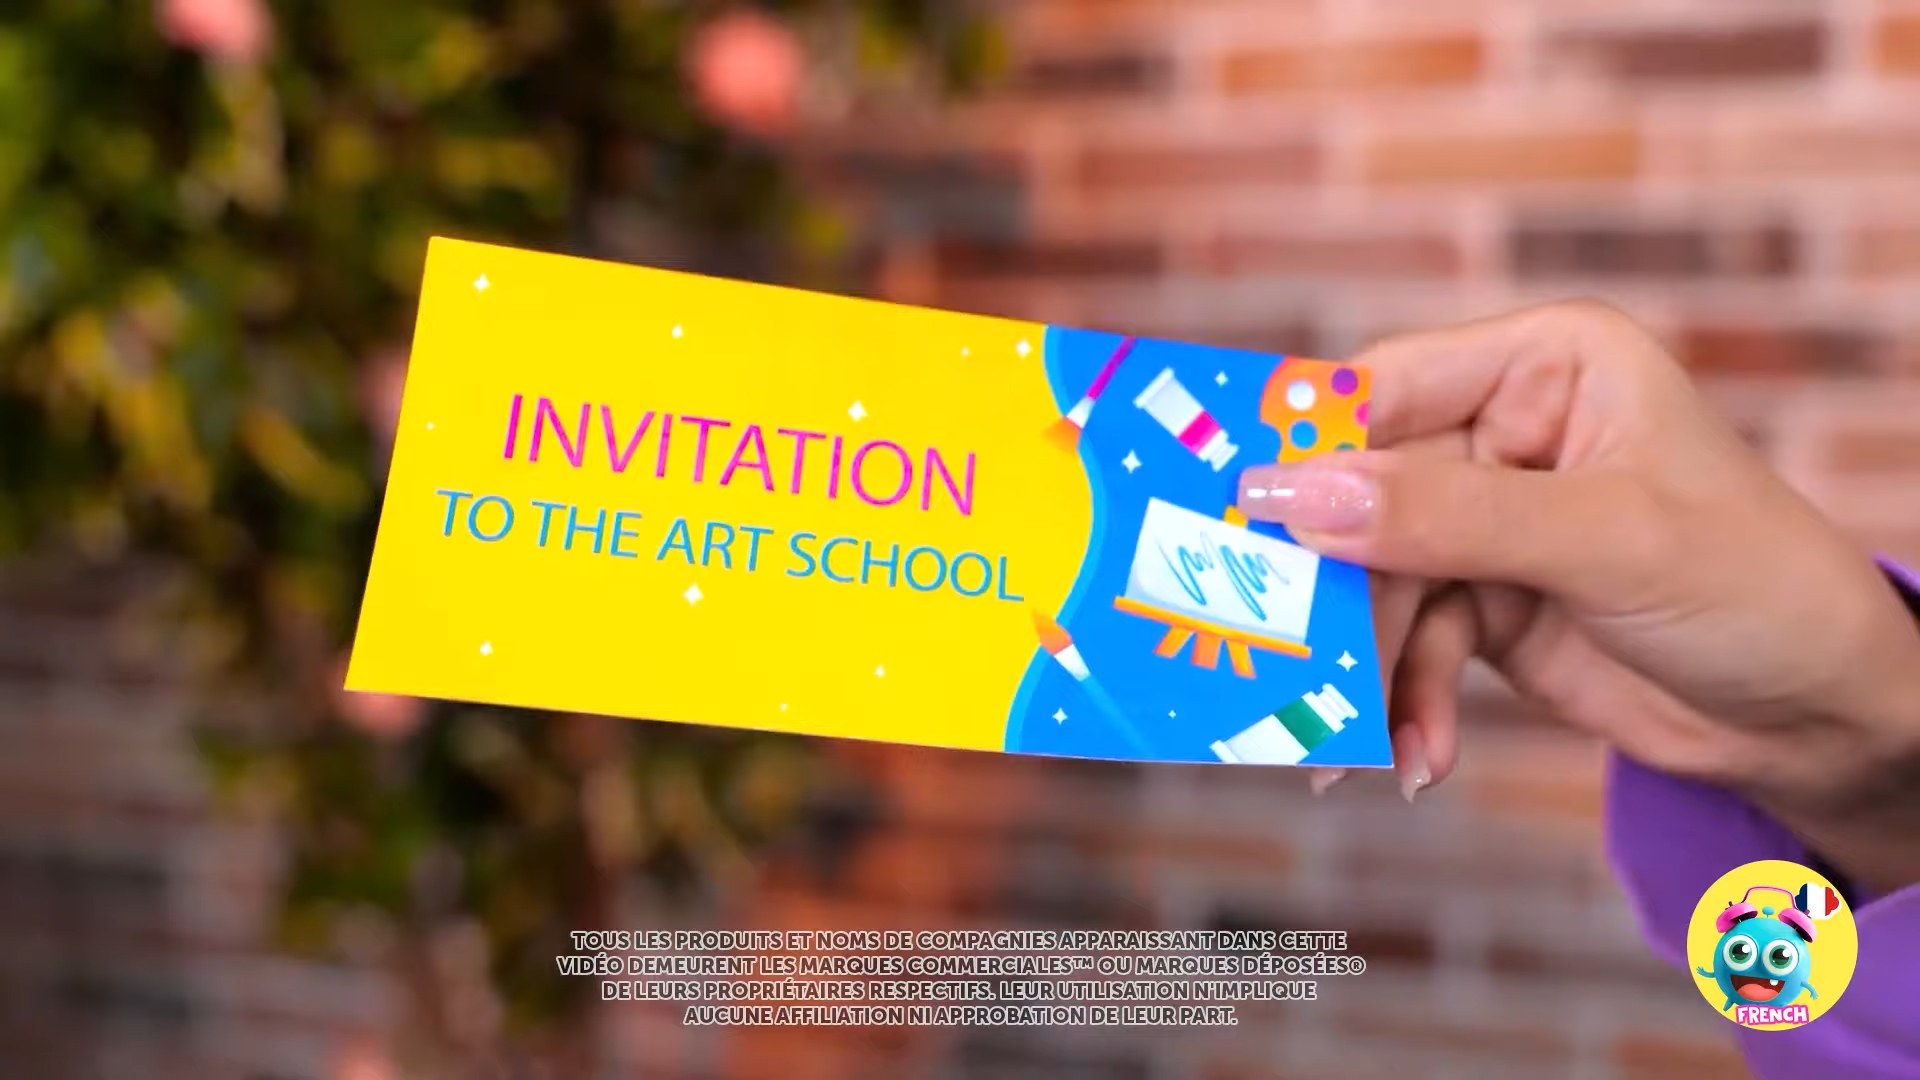 INVITATION
TO THE ART SCHOOL
TOUS LES PRODUITS ET NOMS DE COMPAGNIES APPARAISSANT DANS CETTE
VIDÉO DEMEURENT LES MARQUES COMMERCIALES™ OU MARQUES DÉPOSÉES®
DE LEURS PROPRIÉTAIRES RESPECTIFS. LEUR UTILISATION N'IMPLIQUE
AUCUNE AFFILIATION NI APPROBATION DE LEUR PART.
FRENCH